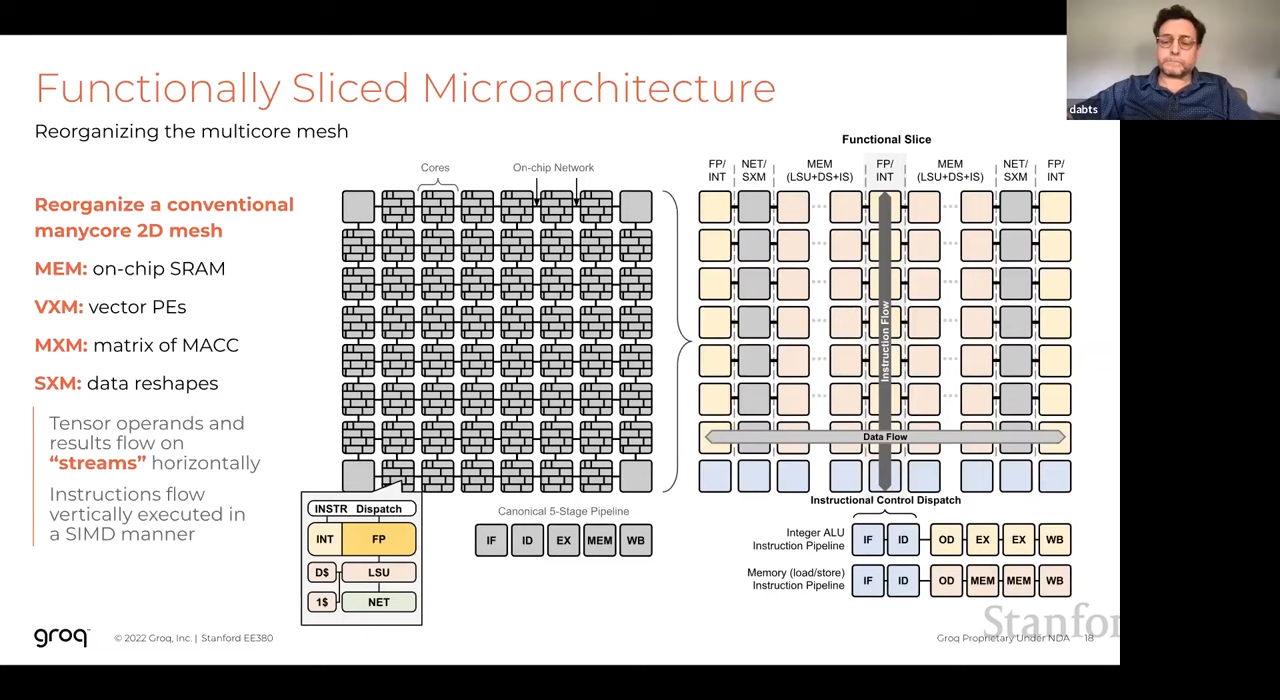 dabts
Functionally Sliced Microarchitecture
Reorganizing the multicore mesh
Reorganize a conventional
manycore 2D mesh
MEM: on-chip SRAM
VXM: vector PEs
MXM: matrix of MACC
SXM: data reshapes
Tensor operands and
results flow on
“streams” horizontally
Instructions flow
vertically executed in
a SIMD manner
Cores
On-chip Network
INSTR Dispatch
INT FP
D$ LSU
1$ NET
Canonical 5-Stage Pipeline
IF ID EX MEM WB
Functional Slice
FP/ NET/ MEM FP/ MEM NET/ FP/
INT SXM (LSU+DS+IS) INT (LSU+DS+IS) SXM INT
Instruction Flow
Data Flow
Instructional Control Dispatch
Integer ALU
Instruction Pipeline
IF ID OD EX EX WB
Memory (load/store)
Instruction Pipeline
IF ID OD MEM MEM WB
groq
© 2022 Groq, Inc. | Stanford EE380
Stanfor
Groq Proprietary Under NDA 18